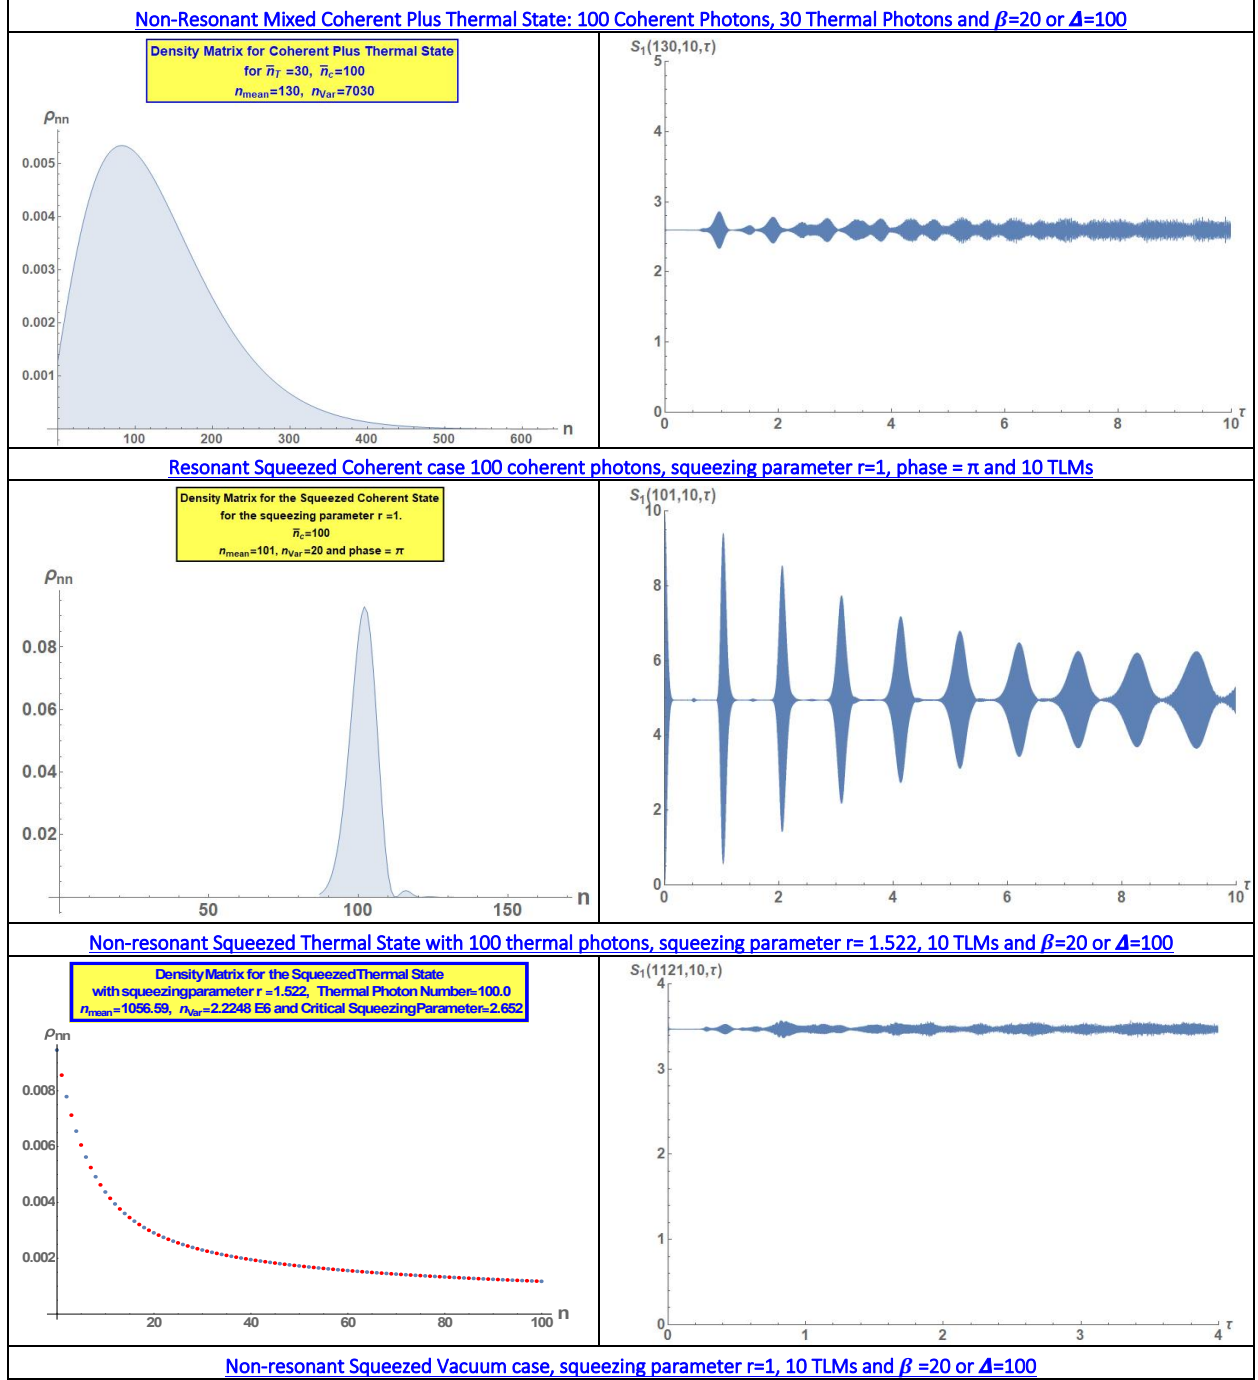 Non-Resonant Mixed Coherent Plus Thermal State: 100 Coherent Photons, 30 Thermal Photons and β=20 or Δ=100
Density Matrix for Coherent Plus Thermal State
for n̅T =30, n̅c=100
nmean=130, nVar=7030
ρnn
0.005
0.004
0.003
0.002
0.001
100 200 300 400 500 600 n
S1(130,10,τ)
5
4
3
2
1
0
0 2 4 6 8 10 τ
Resonant Squeezed Coherent case 100 coherent photons, squeezing parameter r=1, phase = π and 10 TLMs
Density Matrix for the Squeezed Coherent State
for the squeezing parameter r =1.
n̅c=100
nmean=101, nVar=20 and phase = π
ρnn
0.08
0.06
0.04
0.02
50 100 150 n
S1(101,10,τ)
10
8
6
4
2
0
0 2 4 6 8 10 τ
Non-resonant Squeezed Thermal State with 100 thermal photons, squeezing parameter r= 1.522, 10 TLMs and β=20 or Δ=100
Density Matrix for the Squeezed Thermal State
with squeezing parameter r =1.522, Thermal Photon Number=100.0
nmean=1056.59, nVar=2.2248 E6 and Critical Squeezing Parameter=2.652
ρnn
0.008
0.006
0.004
0.002
20 40 60 80 100 n
S1(1121,10,τ)
4
3
2
1
0
0 1 2 3 4 τ
Non-resonant Squeezed Vacuum case, squeezing parameter r=1, 10 TLMs and β =20 or Δ=100